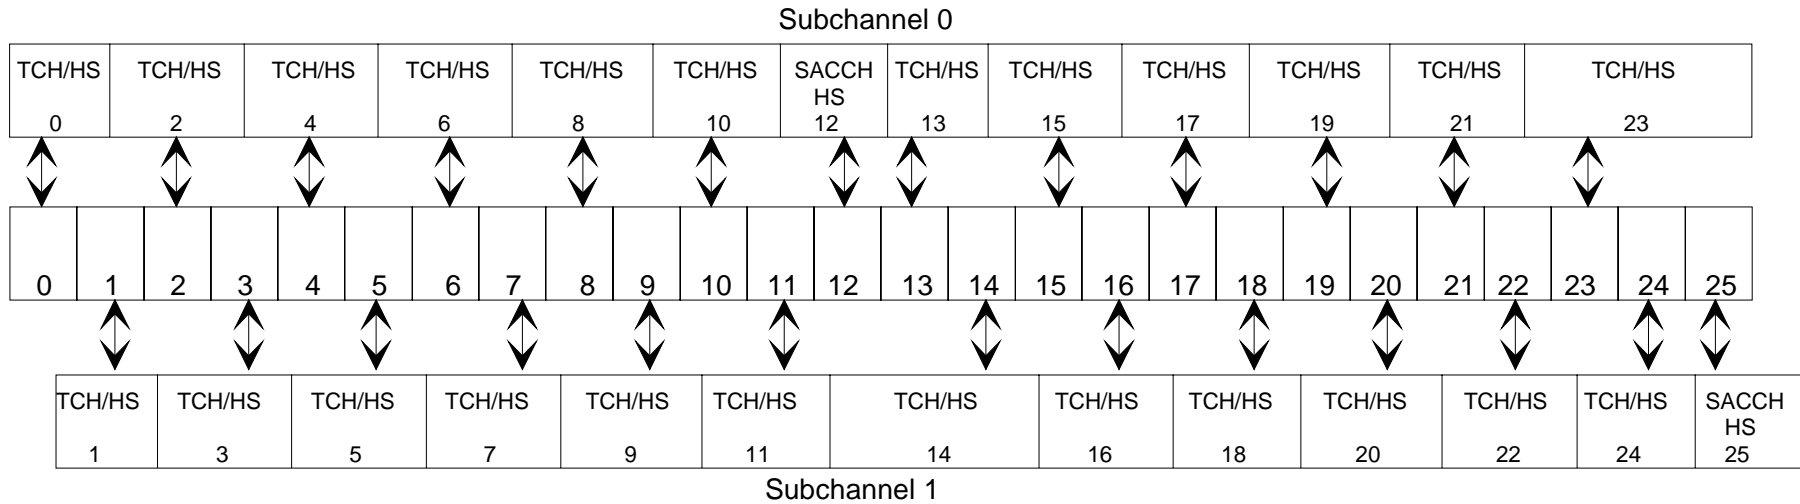 Subchannel 0
TCH/HS TCH/HS TCH/HS TCH/HS TCH/HS TCH/HS SACCH TCH/HS TCH/HS TCH/HS TCH/HS TCH/HS TCH/HS
HS
0 2 4 6 8 10 12 13 15 17 19 21 23
0 1 2 3 4 5 6 7 8 9 10 11 12 13 14 15 16 17 18 19 20 21 22 23 24 25
TCH/HS TCH/HS TCH/HS TCH/HS TCH/HS TCH/HS TCH/HS TCH/HS TCH/HS TCH/HS TCH/HS TCH/HS SACCH
HS
1 3 5 7 9 11 14 16 18 20 22 24 25
Subchannel 1